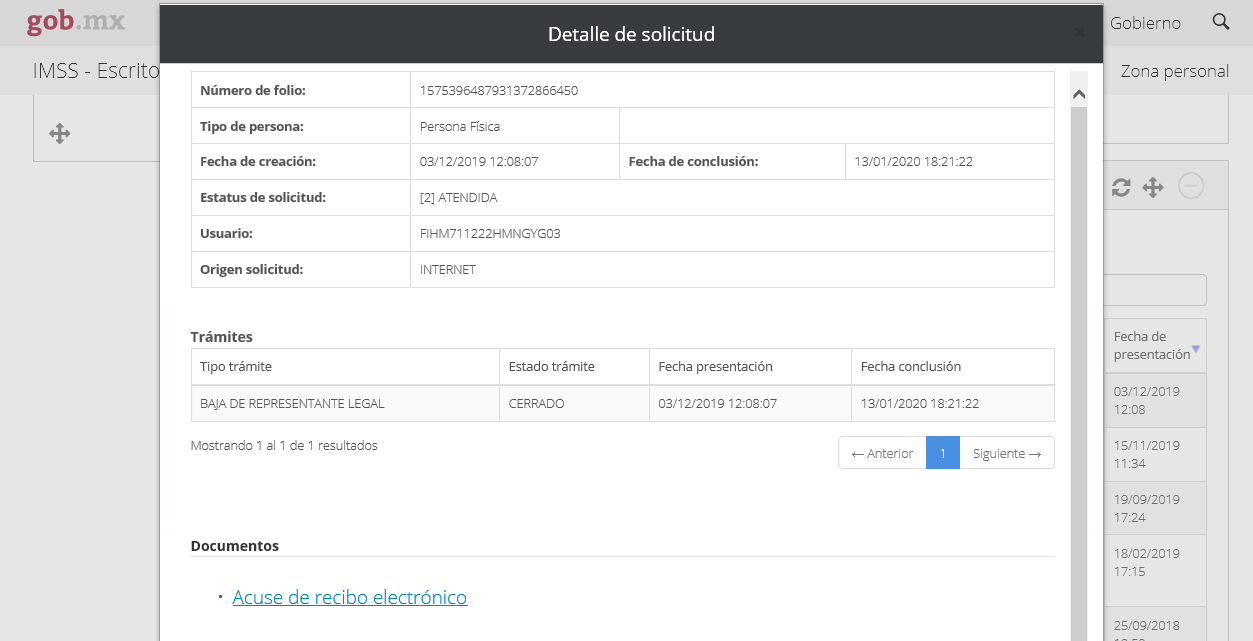 gob.mx
Detalle de solicitud
Gobierno
IMSS - Escrito
Zona personal
Número de folio: 1575396487931372866450
Tipo de persona: Persona Física
Fecha de creación: 03/12/2019 12:08:07 Fecha de conclusión: 13/01/2020 18:21:22
Estatus de solicitud: [2] ATENDIDA
Usuario: FIHM711222HMNGYG03
Origen solicitud: INTERNET
Trámites
Tipo trámite Estado trámite Fecha presentación Fecha conclusión
BAJA DE REPRESENTANTE LEGAL CERRADO 03/12/2019 12:08:07 13/01/2020 18:21:22
Mostrando 1 al 1 de 1 resultados
← Anterior 1 Siguiente →
Documentos
• Acuse de recibo electrónico
Fecha de
presentación
03/12/2019
12:08
15/11/2019
11:34
19/09/2019
17:24
18/02/2019
17:15
25/09/2018